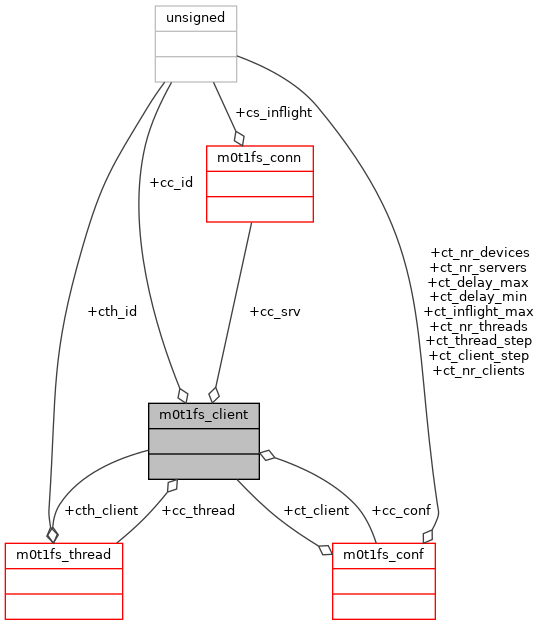 unsigned
+cs_inflight
m0t1fs_conn
+cc_id
+ct_nr_devices
+ct_nr_servers
+ct_delay_max
+ct_delay_min
+ct_inflight_max
+ct_nr_threads
+ct_thread_step
+ct_client_step
+ct_nr_clients
+cth_id
+cc_srv
m0t1fs_client
+cth_client
+cc_thread
+ct_client
+cc_conf
m0t1fs_thread
m0t1fs_conf